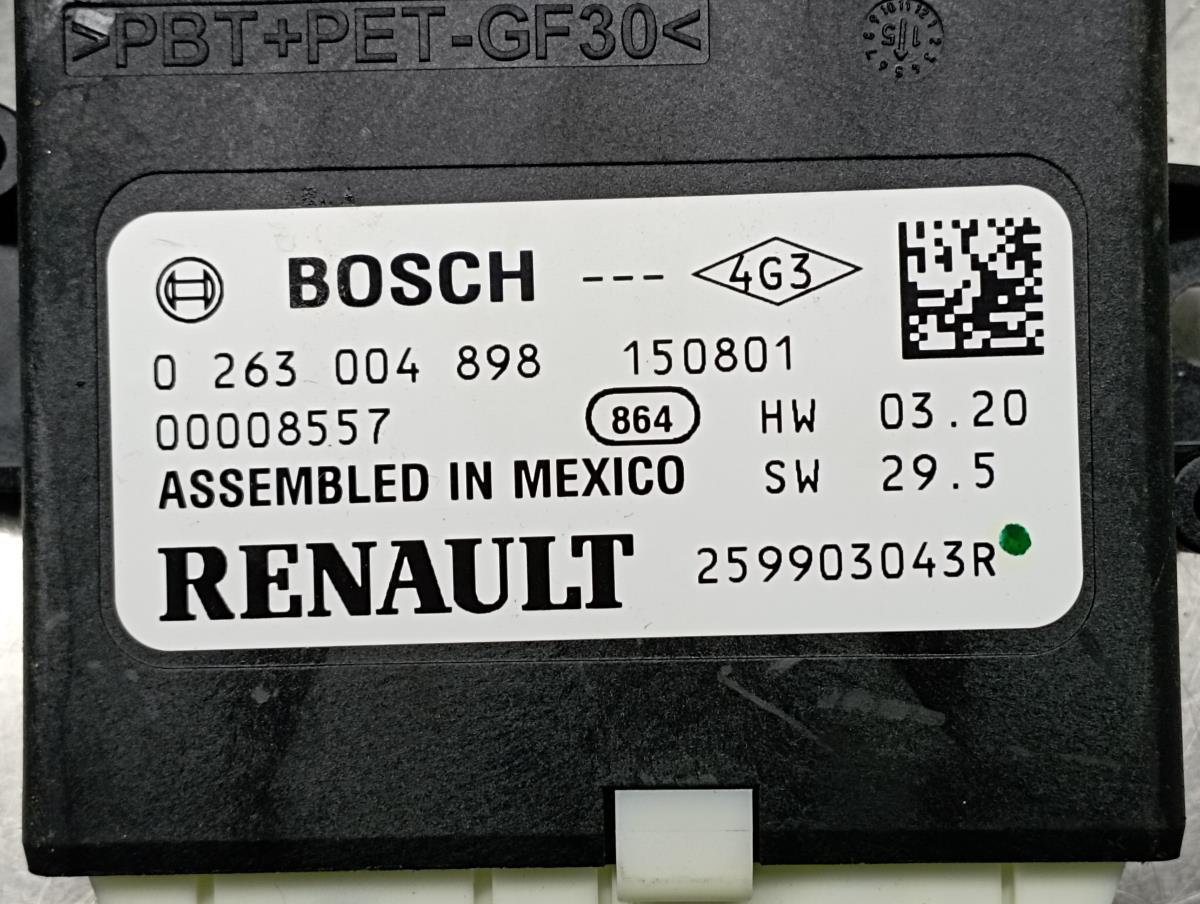 >PBT+PET-GF30<
15
BOSCH --- 4G3
0 263 004 898 150801
00008557 864 HW 03.20
ASSEMBLED IN MEXICO SW 29.5
RENAULT 259903043R